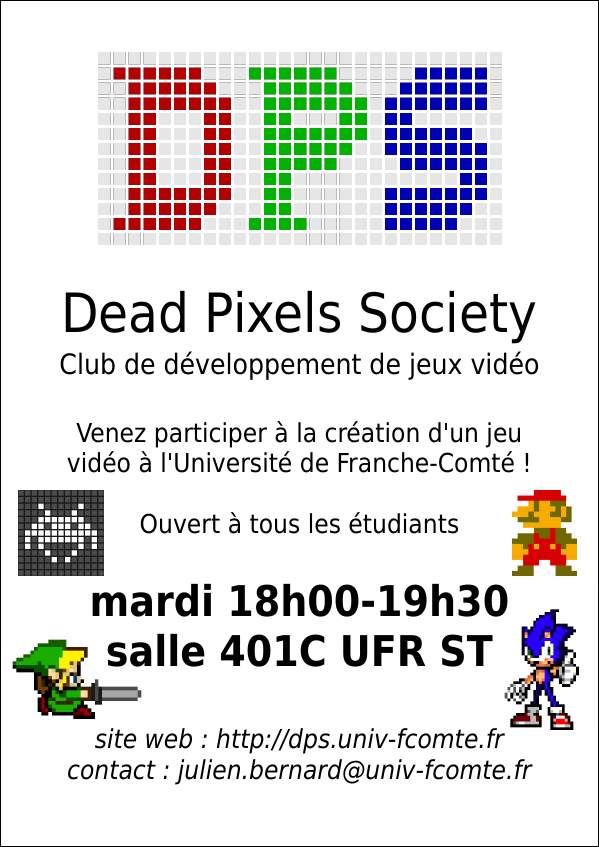 DPS
Dead Pixels Society
Club de développement de jeux vidéo
Venez participer à la création d'un jeu
vidéo à l'Université de Franche-Comté !
Ouvert à tous les étudiants
mardi 18h00-19h30
salle 401C UFR ST
site web : http://dps.univ-fcomte.fr
contact : julien.bernard@univ-fcomte.fr